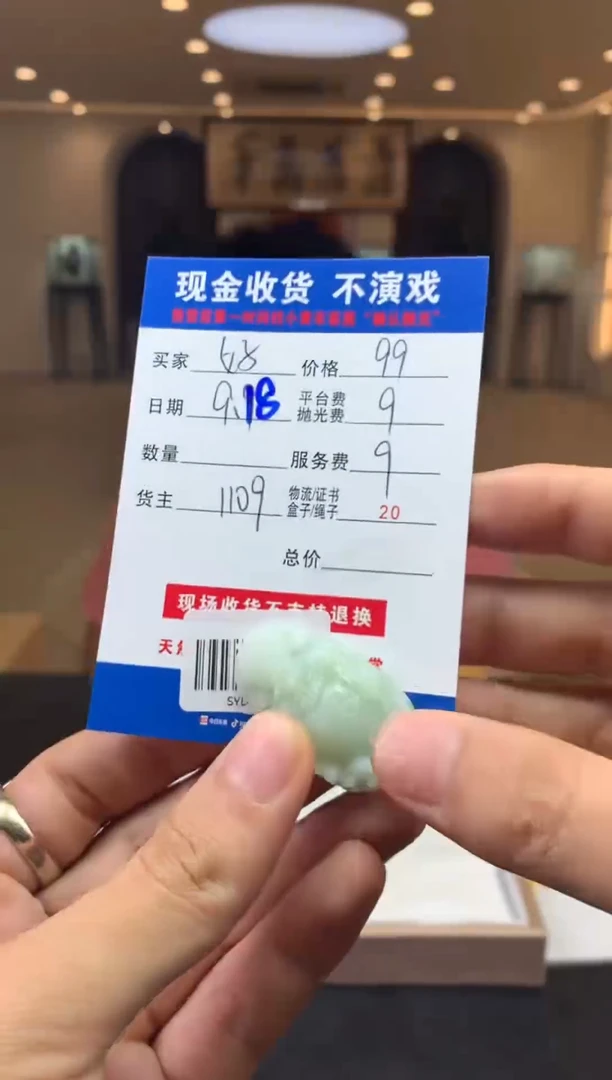 现金收货 不演戏
买家 68 价格 99
日期 9.18 平台费 抛光费 9
数量 服务费 9
货主 1109 物流/证书 盒子/绳子 20
总价
现场收货不支持退换
SYL